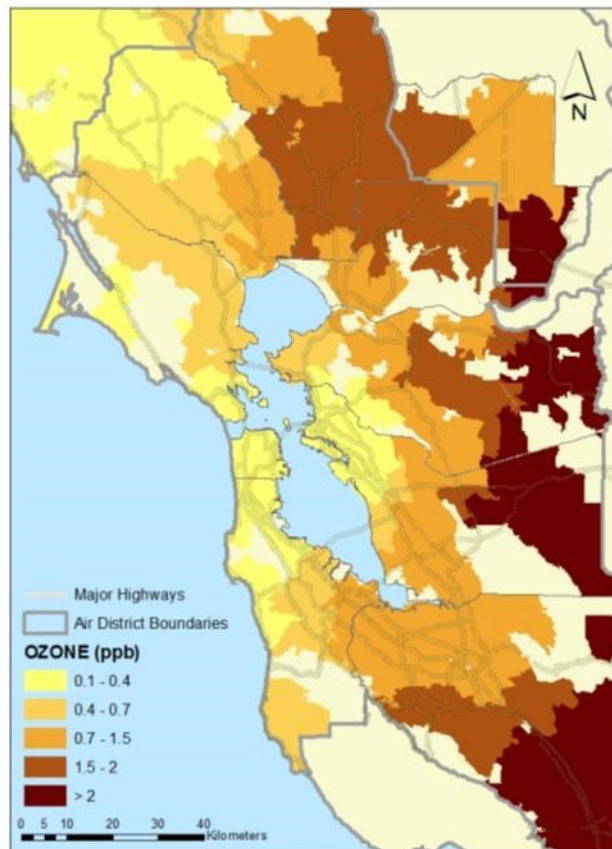 N
Major Highways
Air District Boundaries
OZONE (ppb)
0.1 - 0.4
0.4 - 0.7
0.7 - 1.5
1.5 - 2
> 2
0 5 10 20 30 40
Kilometers